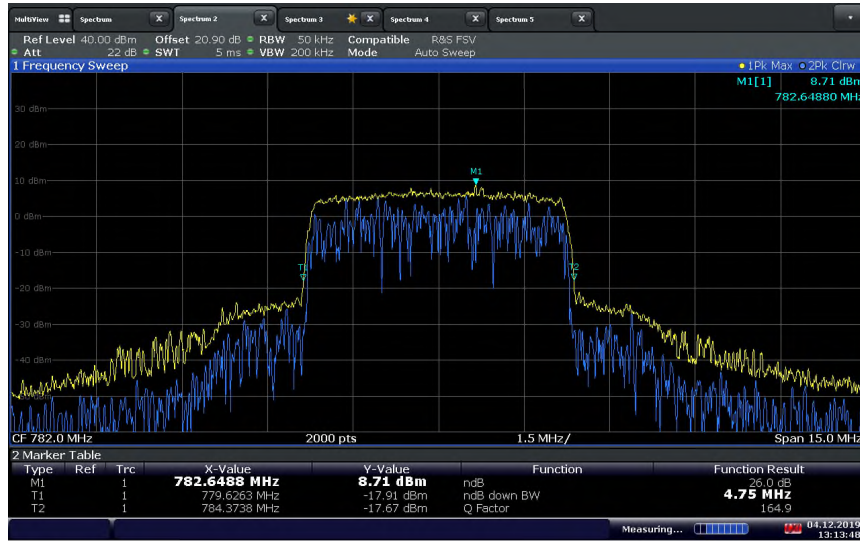 MultiView Spectrum X Spectrum 2 X Spectrum 3 X Spectrum 4 X Spectrum 5 X
Ref Level 40.00 dBm Offset 20.90 dB RBW 50 kHz Compatible R&S FSV
Att 22 dB SWT 5 ms VBW 200 kHz Mode Auto Sweep
1 Frequency Sweep 1Pk Max 2Pk Clrw
M1[1] 8.71 dBm
782.64880 MHz
30 dBm
20 dBm
M1
10 dBm
0 dBm
-10 dBm
T1 T2
-20 dBm
-30 dBm
-40 dBm
CF 782.0 MHz 2000 pts 1.5 MHz/ Span 15.0 MHz
2 Marker Table
Type Ref Trc X-Value Y-Value Function Function Result
M1 1 782.6488 MHz 8.71 dBm ndB 26.0 dB
T1 1 779.6263 MHz -17.91 dBm ndB down BW 4.75 MHz
T2 1 784.3738 MHz -17.67 dBm Q Factor 164.9
Measuring... 04.12.2019
13:13:48